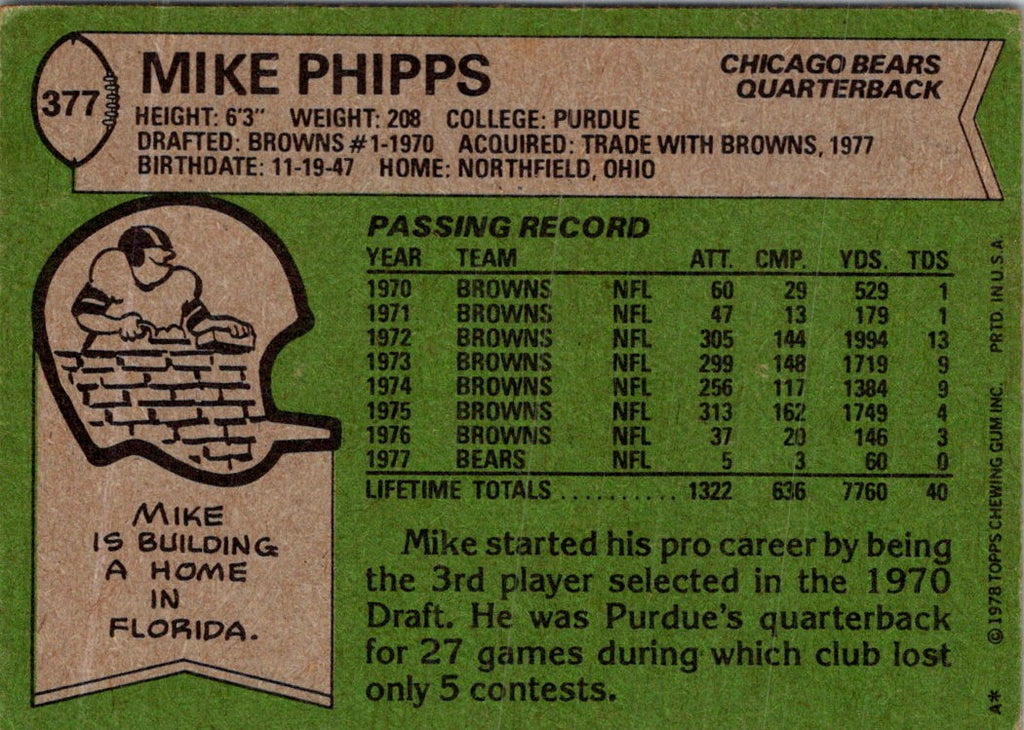 377
MIKE PHIPPS
CHICAGO BEARS
QUARTERBACK
HEIGHT: 6'3" WEIGHT: 208 COLLEGE: PURDUE
DRAFTED: BROWNS #1-1970 ACQUIRED: TRADE WITH BROWNS, 1977
BIRTHDATE: 11-19-47 HOME: NORTHFIELD, OHIO
PASSING RECORD
YEAR TEAM ATT. CMP. YDS. TDS
1970 BROWNS NFL 60 29 529 1
1971 BROWNS NFL 47 13 179 1
1972 BROWNS NFL 305 144 1994 13
1973 BROWNS NFL 299 148 1719 9
1974 BROWNS NFL 256 117 1384 9
1975 BROWNS NFL 313 162 1749 4
1976 BROWNS NFL 37 20 146 3
1977 BEARS NFL 5 3 60 0
LIFETIME TOTALS .......... 1322 636 7760 40
MIKE
IS BUILDING
A HOME
IN
FLORIDA.
Mike started his pro career by being
the 3rd player selected in the 1970
Draft. He was Purdue's quarterback
for 27 games during which club lost
only 5 contests.
A* © 1978 TOPPS CHEWING GUM INC. PRTD. IN U.S.A.